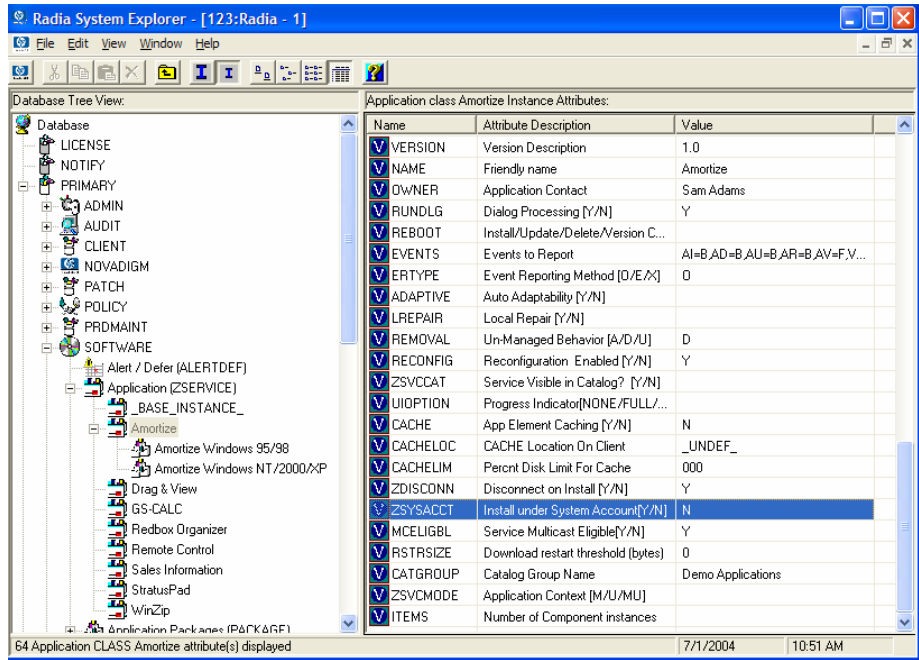 Radia System Explorer - [123:Radia - 1]
File Edit View Window Help
Database Tree View:
Application class Amortize Instance Attributes:
Database
LICENSE
NOTIFY
PRIMARY
ADMIN
AUDIT
CLIENT
NOVADIGM
PATCH
POLICY
PRDMAINT
SOFTWARE
Alert / Defer (ALERTDEF)
Application (ZSERVICE)
_BASE_INSTANCE_
Amortize
Amortize Windows 95/98
Amortize Windows NT/2000/XP
Drag & View
GS-CALC
Redbox Organizer
Remote Control
Sales Information
StratusPad
WinZip
Application Packages (PACKAGE)
Name Attribute Description Value
VERSION Version Description 1.0
NAME Friendly name Amortize
OWNER Application Contact Sam Adams
RUNDLG Dialog Processing [Y/N] Y
REBOOT Install/Update/Delete/Version C...
EVENTS Events to Report AI=B,AD=B,AU=B,AR=B,AV=F,V...
ERTYPE Event Reporting Method [O/E/X] O
ADAPTIVE Auto Adaptability [Y/N]
LREPAIR Local Repair [Y/N]
REMOVAL Un-Managed Behavior [A/D/U] D
RECONFIG Reconfiguration Enabled [Y/N] Y
ZSVCCAT Service Visible in Catalog? [Y/N]
UIOPTION Progress Indicator[NONE/FULL/...
CACHE App Element Caching [Y/N] N
CACHELOC CACHE Location On Client _UNDEF_
CACHELIM Percnt Disk Limit For Cache 000
ZDISCONN Disconnect on Install [Y/N] Y
ZSYSACCT Install under System Account[Y/N] N
MCELIGBL Service Multicast Eligible[Y/N] Y
RSTRSIZE Download restart threshold (bytes) 0
CATGROUP Catalog Group Name Demo Applications
ZSVCMODE Application Context [M/U/MU]
ITEMS Number of Component instances
64 Application CLASS Amortize attribute(s) displayed 7/1/2004 10:51 AM